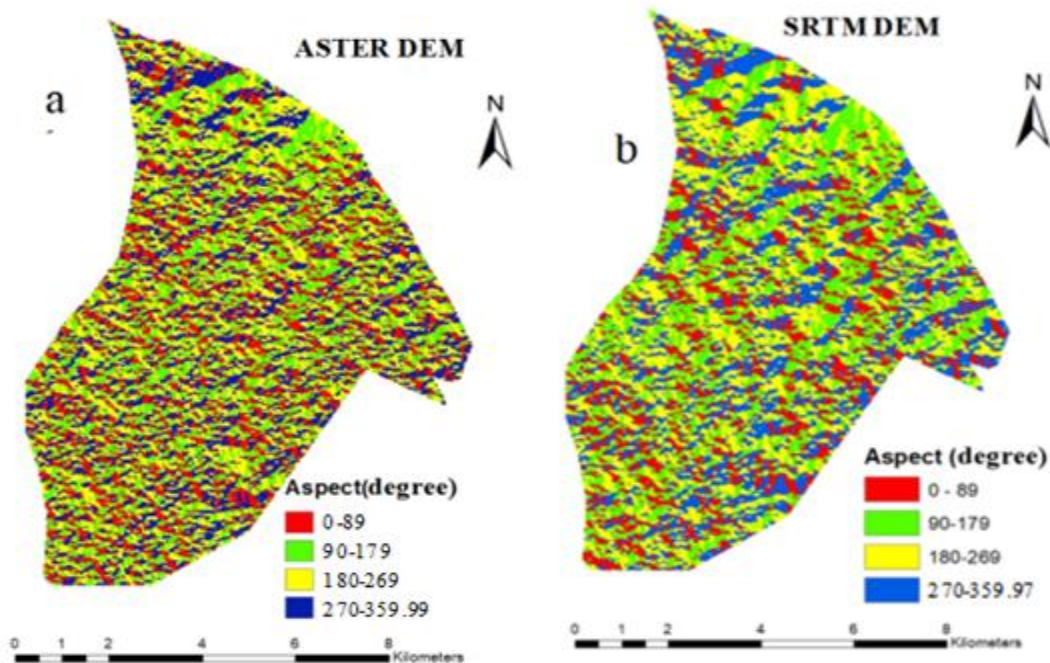 ASTER DEM
a
N
Aspect(degree)
0-89
90-179
180-269
270-359.99
0 1 2 4 6 8
Kilometers
SRTM DEM
b
N
Aspect (degree)
0 - 89
90-179
180-269
270-359.97
0 1 2 4 6 8
Kilometers